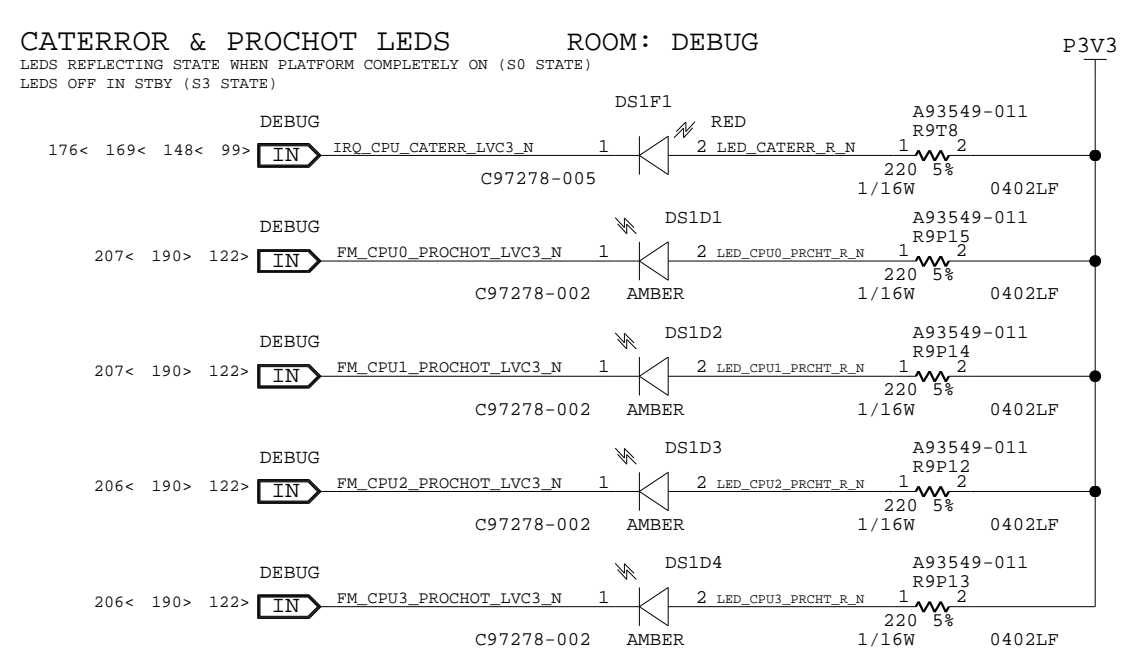 CATERROR & PROCHOT LEDS ROOM: DEBUG
P3V3
LEDS REFLECTING STATE WHEN PLATFORM COMPLETELY ON (S0 STATE)
LEDS OFF IN STBY (S3 STATE)
DS1F1
DEBUG RED A93549-011
R9T8
176< 169< 148< 99> IN IRQ_CPU_CATERR_LVC3_N 1 2 LED_CATERR_R_N 1 2
C97278-005 220 5%
1/16W 0402LF
DEBUG DS1D1 A93549-011
R9P15
207< 190> 122> IN FM_CPU0_PROCHOT_LVC3_N 1 2 LED_CPU0_PRCHT_R_N 1 2
220 5%
C97278-002 AMBER 1/16W 0402LF
DEBUG DS1D2 A93549-011
R9P14
207< 190> 122> IN FM_CPU1_PROCHOT_LVC3_N 1 2 LED_CPU1_PRCHT_R_N 1 2
220 5%
C97278-002 AMBER 1/16W 0402LF
DEBUG DS1D3 A93549-011
R9P12
206< 190> 122> IN FM_CPU2_PROCHOT_LVC3_N 1 2 LED_CPU2_PRCHT_R_N 1 2
220 5%
C97278-002 AMBER 1/16W 0402LF
DEBUG DS1D4 A93549-011
R9P13
206< 190> 122> IN FM_CPU3_PROCHOT_LVC3_N 1 2 LED_CPU3_PRCHT_R_N 1 2
220 5%
C97278-002 AMBER 1/16W 0402LF